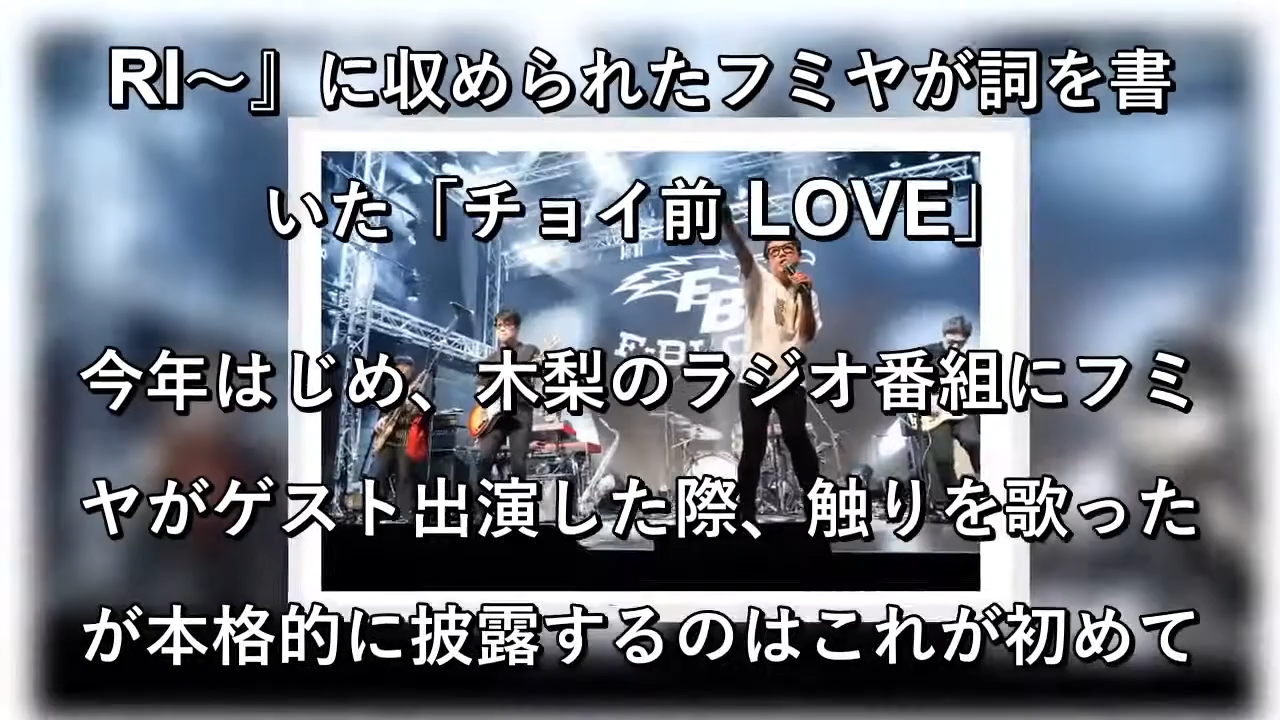 RI～』に収められたフミヤが詞を書
いた「チョイ前 LOVE」
今年はじめ、木梨のラジオ番組にフミ
ヤがゲスト出演した際、触りを歌った
が本格的に披露するのはこれが初めて